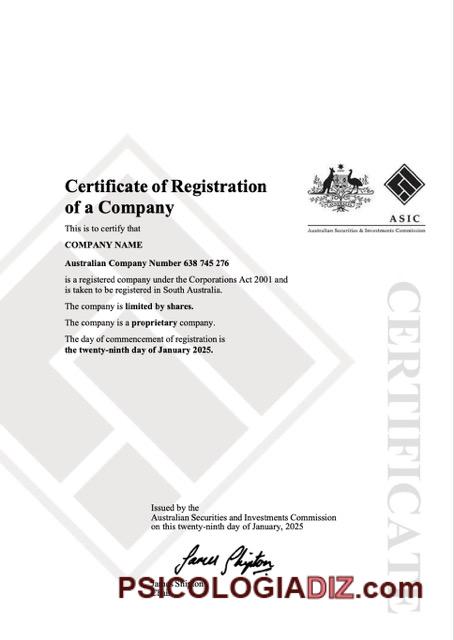 Certificate of Registration
of a Company
This is to certify that
COMPANY NAME
Australian Company Number 638 745 276
is a registered company under the Corporations Act 2001 and
is taken to be registered in South Australia.
The company is limited by shares.
The company is a proprietary company.
The day of commencement of registration is
the twenty-ninth day of January 2025.
ASIC
Australian Securities & Investments Commission
CERTIFICATE
Issued by the
Australian Securities and Investments Commission
on this twenty-ninth day of January, 2025
James Shipton
James Shipton
PSICOLOGIADIZ.com